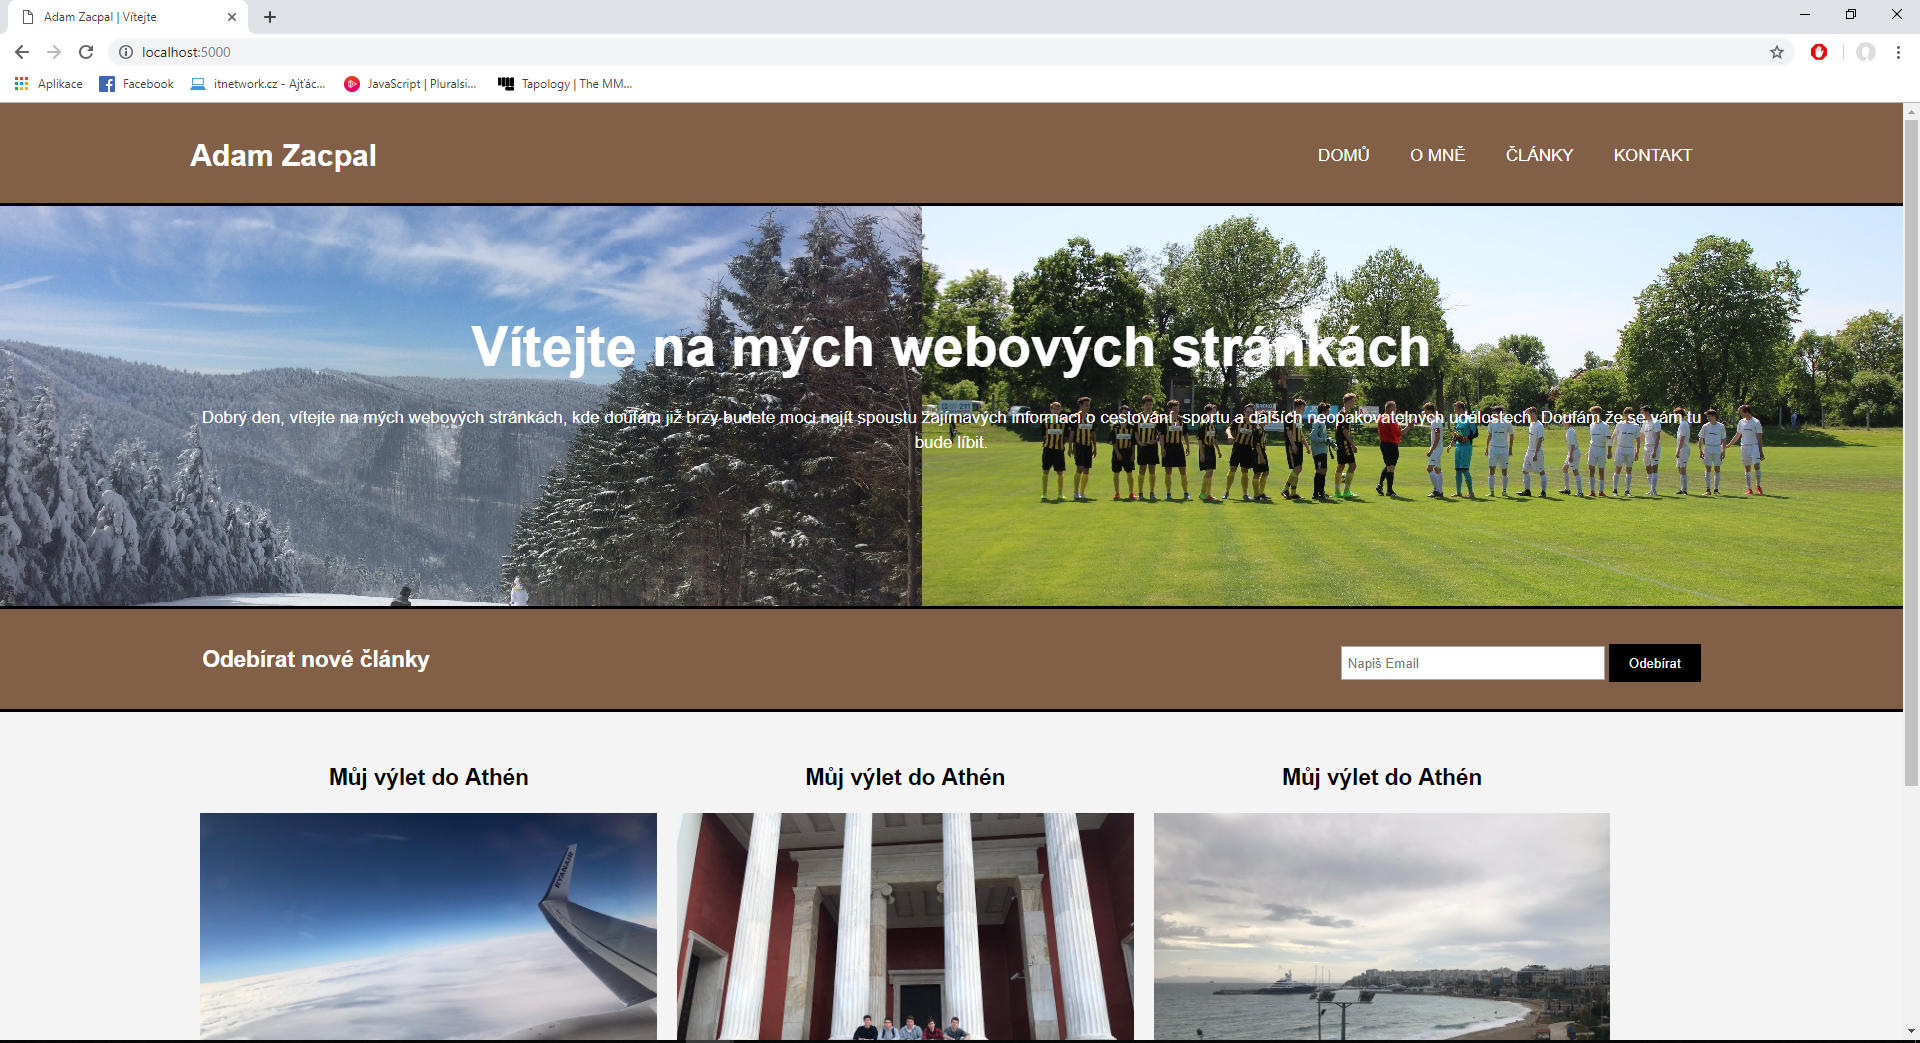 Adam Zacpal | Vítejte
localhost:5000
Aplikace Facebook itnetwork.cz - Ajťác... JavaScript | Pluralsi... Tapology | The MM...
Adam Zacpal
DOMŮ O MNĚ ČLÁNKY KONTAKT
Vítejte na mých webových stránkách
Dobrý den, vítejte na mých webových stránkách, kde doufám již brzy budete moci najít spoustu zajímavých informací o cestování, sportu a dalších neopakovatelných událostech. Doufám že se vám tu
bude líbit.
Odebírat nové články
Napiš Email Odebírat
Můj výlet do Athén Můj výlet do Athén Můj výlet do Athén
RYANAIR